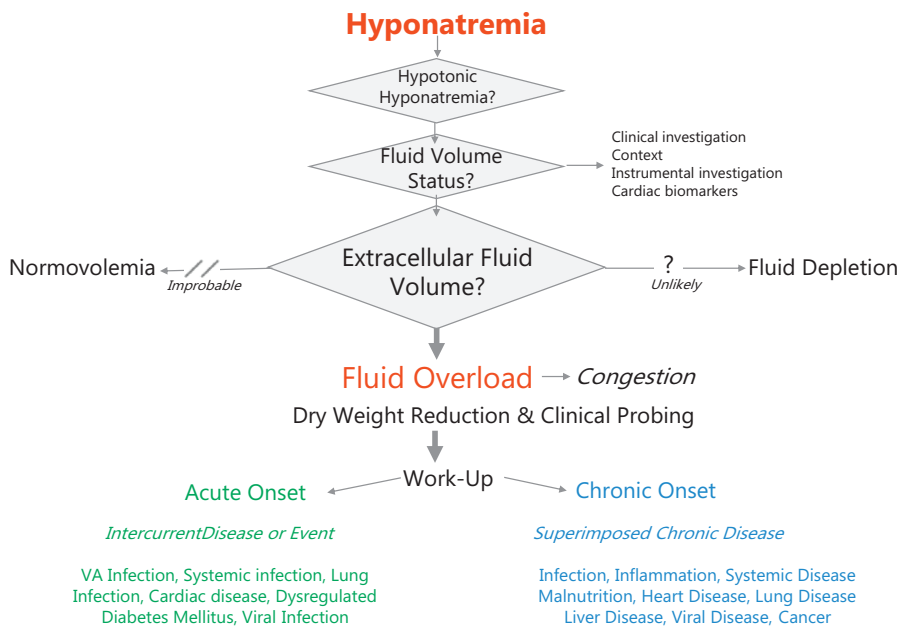 Hyponatremia
Hypotonic
Hyponatremia?
Fluid Volume
Status?
Clinical investigation
Context
Instrumental investigation
Cardiac biomarkers
Extracellular Fluid
Volume?
Normovolemia
Improbable
?
Unlikely
Fluid Depletion
Fluid Overload
Congestion
Dry Weight Reduction & Clinical Probing
Work-Up
Acute Onset
Chronic Onset
IntercurrentDisease or Event
Superimposed Chronic Disease
VA Infection, Systemic infection, Lung
Infection, Cardiac disease, Dysregulated
Diabetes Mellitus, Viral Infection
Infection, Inflammation, Systemic Disease
Malnutrition, Heart Disease, Lung Disease
Liver Disease, Viral Disease, Cancer